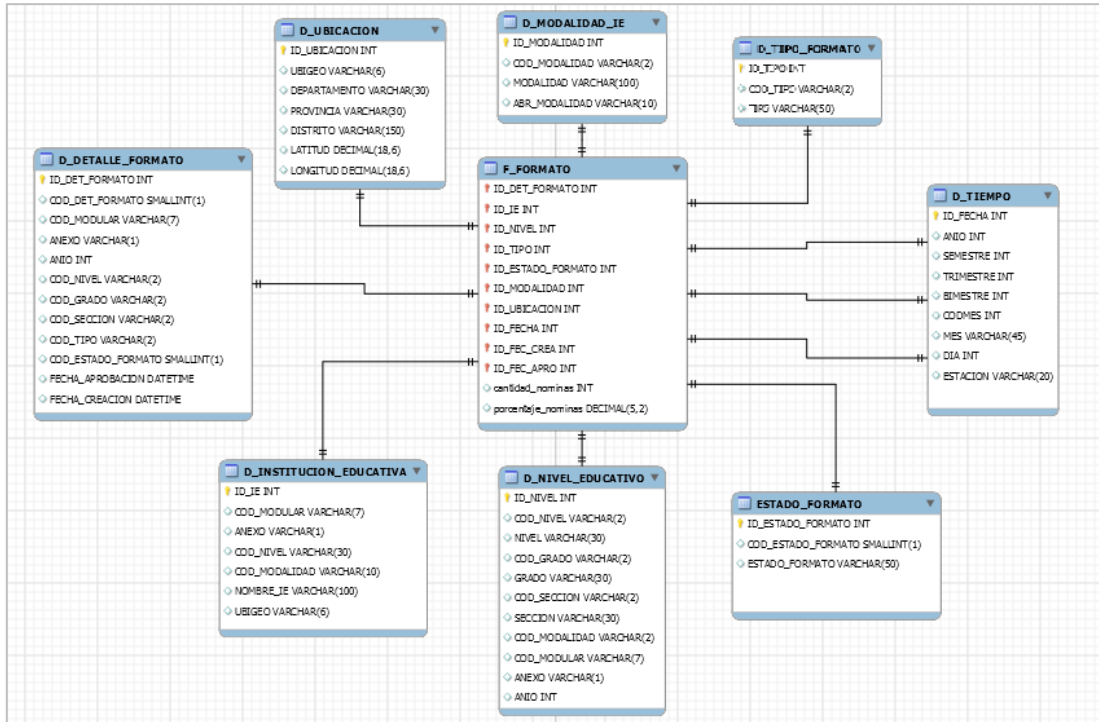 D_UBICACION
ID_UBICACION INT
UBIGEO VARCHAR(6)
DEPARTAMENTO VARCHAR(30)
PROVINCIA VARCHAR(30)
DISTRITO VARCHAR(150)
LATITUD DECIMAL(18,6)
LONGITUD DECIMAL(18,6)
D_MODALIDAD_IE
ID_MODALIDAD INT
COD_MODALIDAD VARCHAR(2)
MODALIDAD VARCHAR(100)
ABR_MODALIDAD VARCHAR(10)
D_TIPO_FORMATO
ID_TIPO INT
COD_TIPO VARCHAR(2)
TIPO VARCHAR(50)
D_DETALLE_FORMATO
ID_DET_FORMATO INT
COD_DET_FORMATO SMALLINT(1)
COD_MODULAR VARCHAR(7)
ANEXO VARCHAR(1)
ANIO INT
COD_NIVEL VARCHAR(2)
COD_GRADO VARCHAR(2)
COD_SECCION VARCHAR(2)
COD_TIPO VARCHAR(2)
COD_ESTADO_FORMATO SMALLINT(1)
FECHA_APROBACION DATETIME
FECHA_CREACION DATETIME
F_FORMATO
ID_DET_FORMATO INT
ID_IE INT
ID_NIVEL INT
ID_TIPO INT
ID_ESTADO_FORMATO INT
ID_MODALIDAD INT
ID_UBICACION INT
ID_FECHA INT
ID_FEC_CREA INT
ID_FEC_APRO INT
cantidad_nominas INT
porcentaje_nominas DECIMAL(5,2)
D_TIEMPO
ID_FECHA INT
ANIO INT
SEMESTRE INT
TRIMESTRE INT
BIMESTRE INT
CODMES INT
MES VARCHAR(45)
DIA INT
ESTACION VARCHAR(20)
D_INSTITUCION_EDUCATIVA
ID_IE INT
COD_MODULAR VARCHAR(7)
ANEXO VARCHAR(1)
COD_NIVEL VARCHAR(30)
COD_MODALIDAD VARCHAR(10)
NOMBRE_IE VARCHAR(100)
UBIGEO VARCHAR(6)
D_NIVEL_EDUCATIVO
ID_NIVEL INT
COD_NIVEL VARCHAR(2)
NIVEL VARCHAR(30)
COD_GRADO VARCHAR(2)
GRADO VARCHAR(30)
COD_SECCION VARCHAR(2)
SECCION VARCHAR(30)
COD_MODALIDAD VARCHAR(2)
COD_MODULAR VARCHAR(7)
ANEXO VARCHAR(1)
ANIO INT
ESTADO_FORMATO
ID_ESTADO_FORMATO INT
COD_ESTADO_FORMATO SMALLINT(1)
ESTADO_FORMATO VARCHAR(50)